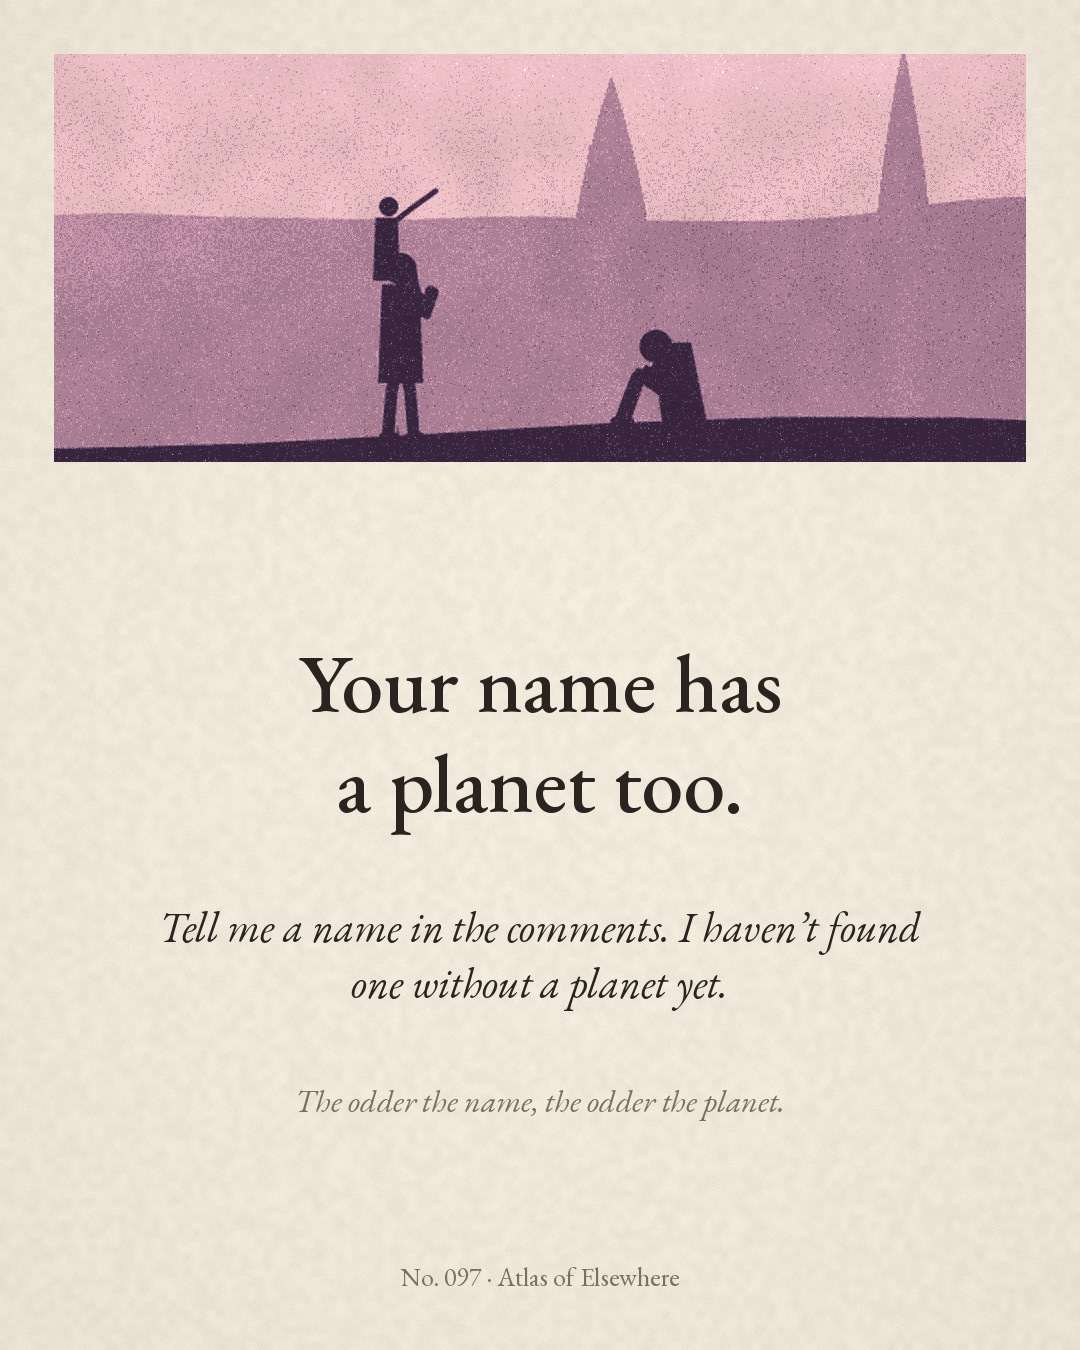 Your name has
a planet too.
Tell me a name in the comments. I haven’t found
one without a planet yet.
The odder the name, the odder the planet.
No. 097 · Atlas of Elsewhere